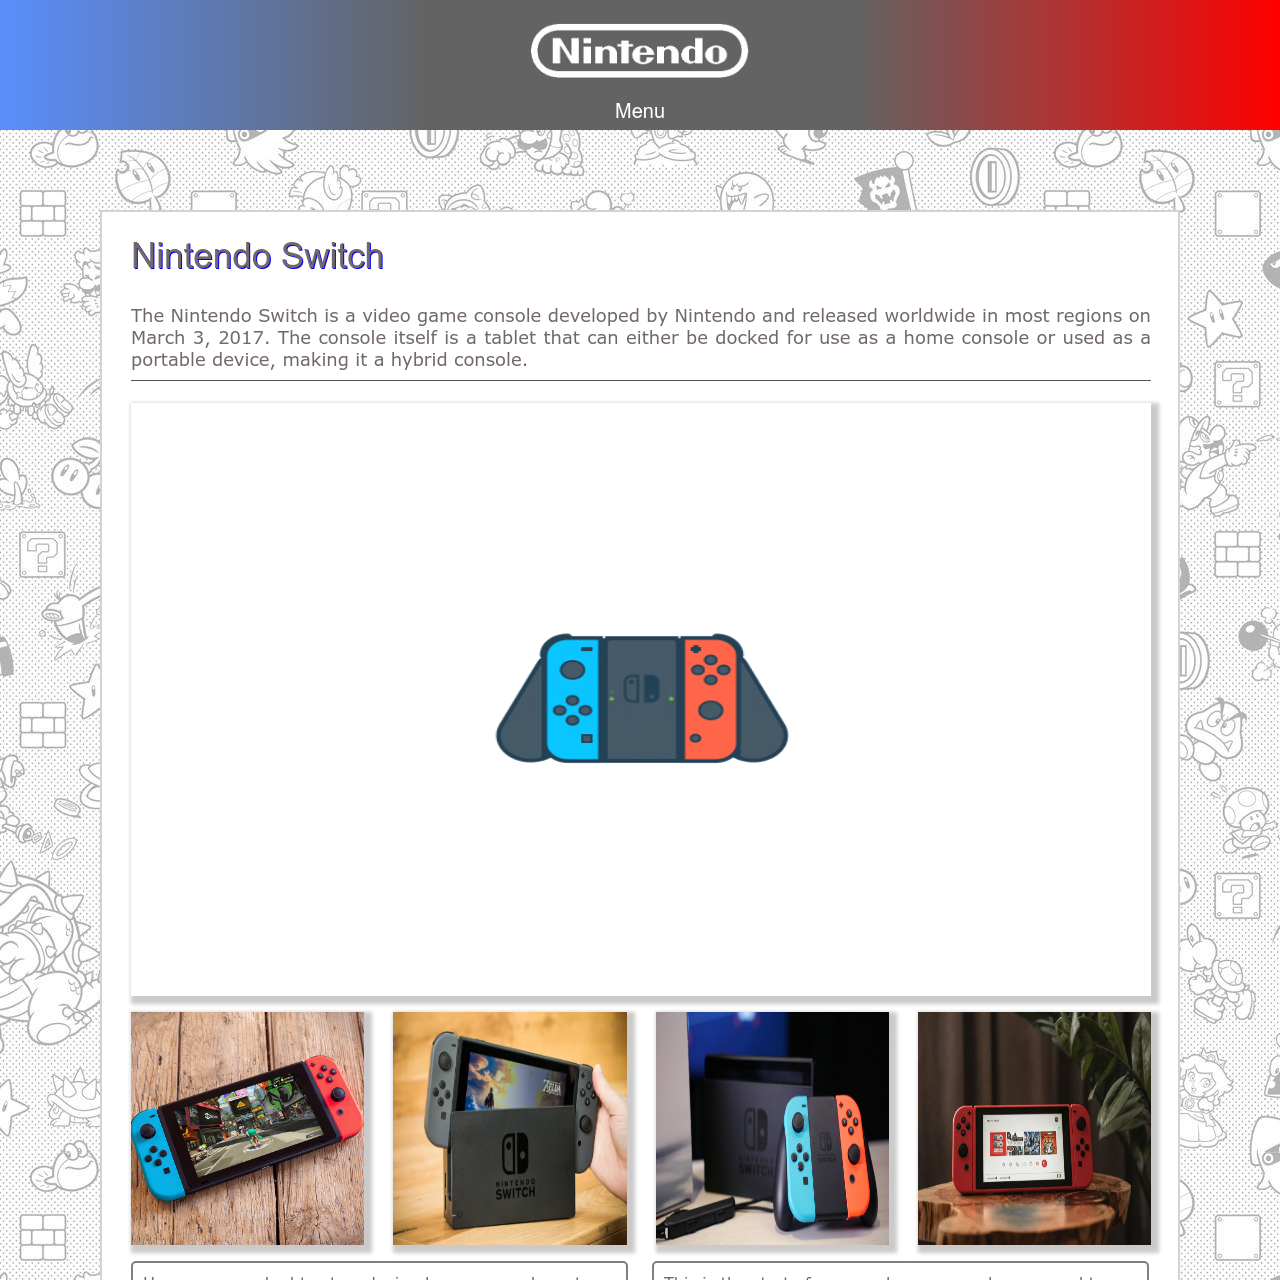 Nintendo
Menu
Nintendo Switch
The Nintendo Switch is a video game console developed by Nintendo and released worldwide in most regions on
March 3, 2017. The console itself is a tablet that can either be docked for use as a home console or used as a
portable device, making it a hybrid console.
ZELDA
NINTENDO
SWITCH
NINTENDO
SWITCH